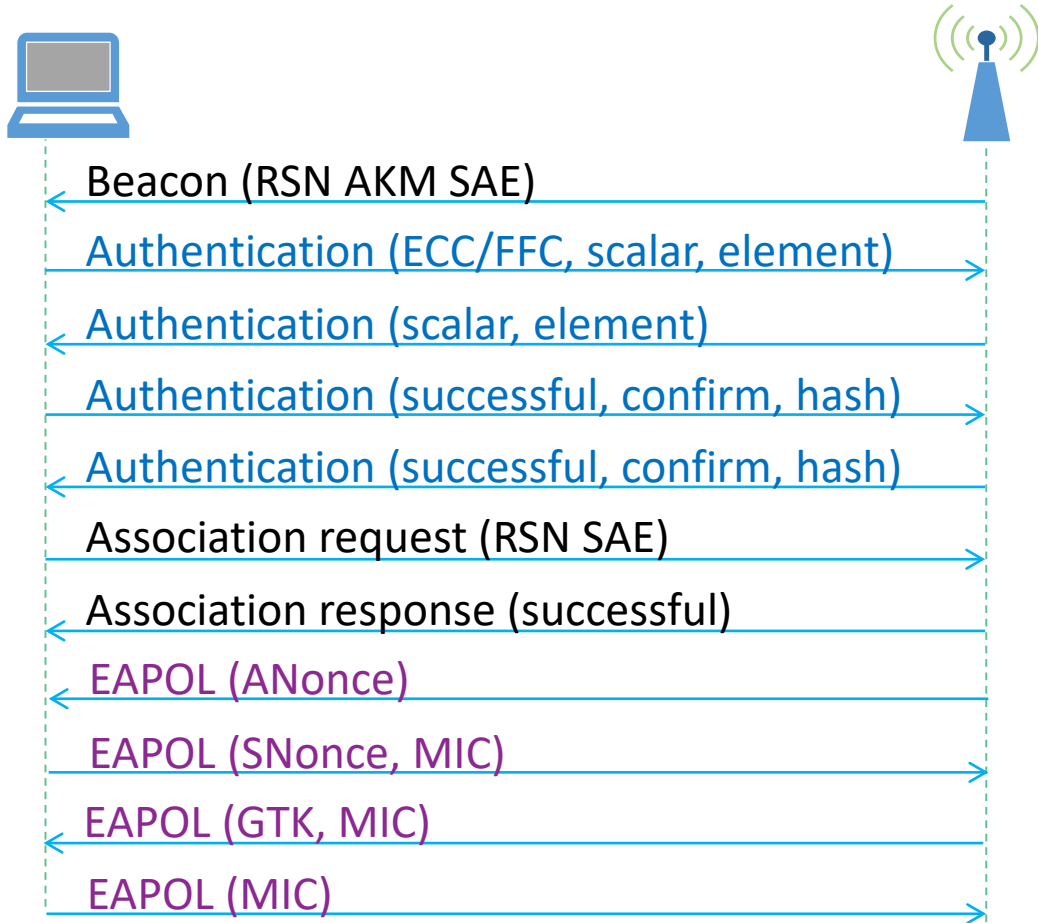 Beacon (RSN AKM SAE)
Authentication (ECC/FFC, scalar, element)
Authentication (scalar, element)
Authentication (successful, confirm, hash)
Authentication (successful, confirm, hash)
Association request (RSN SAE)
Association response (successful)
EAPOL (ANonce)
EAPOL (SNonce, MIC)
EAPOL (GTK, MIC)
EAPOL (MIC)